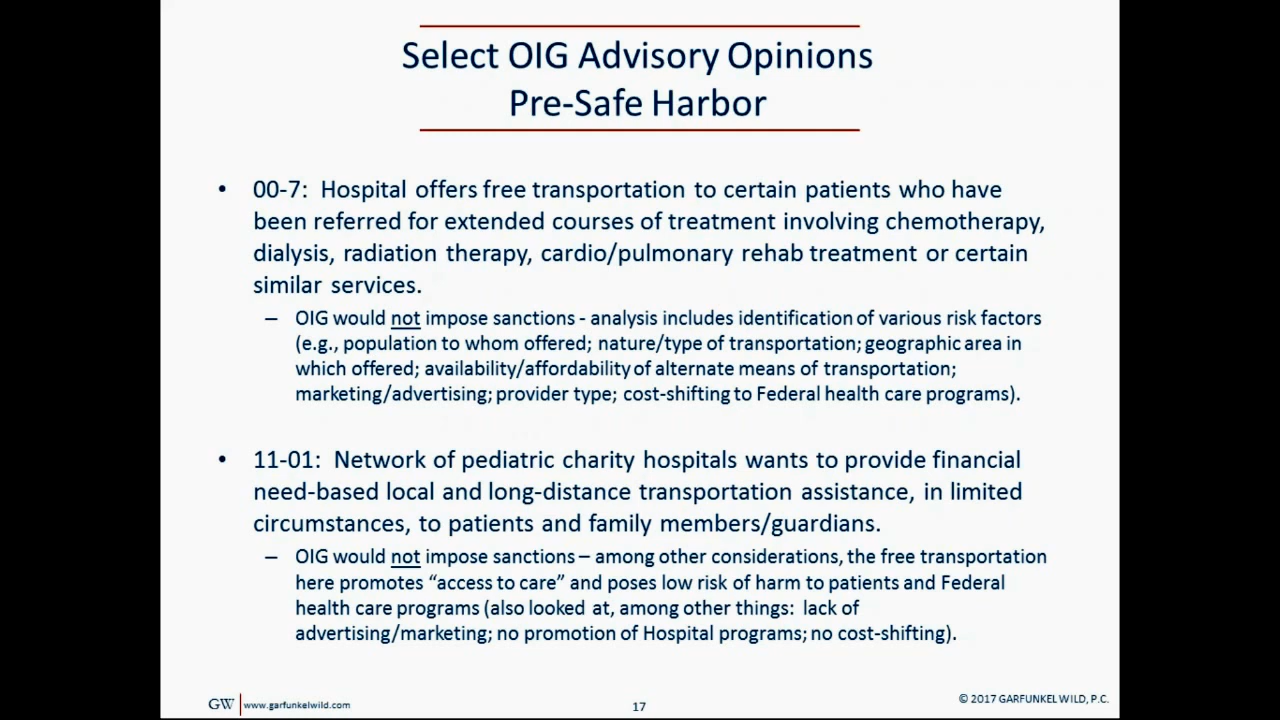 Select OIG Advisory Opinions
Pre-Safe Harbor
• 00-7: Hospital offers free transportation to certain patients who have
been referred for extended courses of treatment involving chemotherapy,
dialysis, radiation therapy, cardio/pulmonary rehab treatment or certain
similar services.
– OIG would not impose sanctions - analysis includes identification of various risk factors
(e.g., population to whom offered; nature/type of transportation; geographic area in
which offered; availability/affordability of alternate means of transportation;
marketing/advertising; provider type; cost-shifting to Federal health care programs).
• 11-01: Network of pediatric charity hospitals wants to provide financial
need-based local and long-distance transportation assistance, in limited
circumstances, to patients and family members/guardians.
– OIG would not impose sanctions – among other considerations, the free transportation
here promotes “access to care” and poses low risk of harm to patients and Federal
health care programs (also looked at, among other things: lack of
advertising/marketing; no promotion of Hospital programs; no cost-shifting).
GW www.garfunkelwild.com
17
© 2017 GARFUNKEL WILD, P.C.